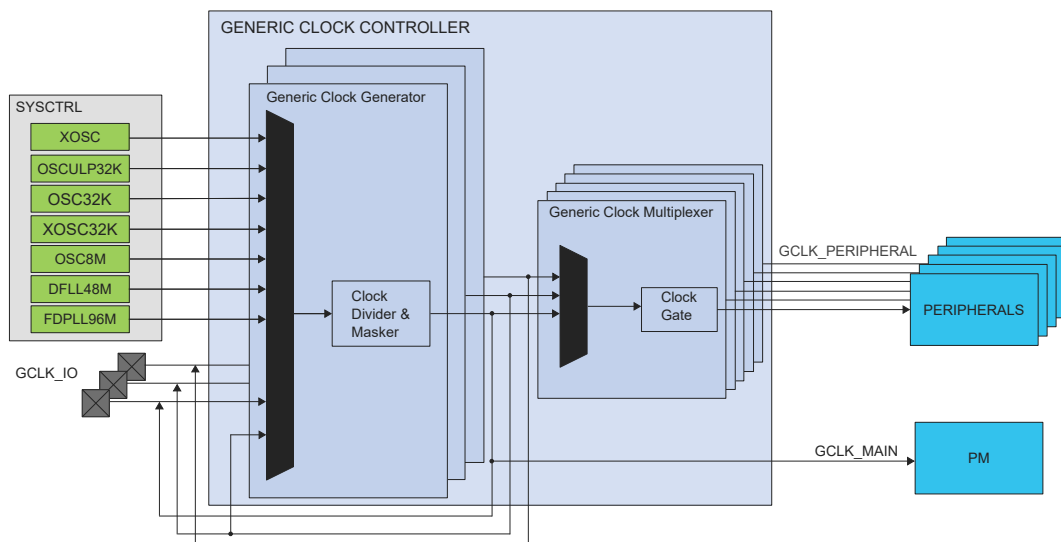 GENERIC CLOCK CONTROLLER
Generic Clock Generator
SYSCTRL
XOSC
OSCULP32K
OSC32K
XOSC32K
OSC8M
DFLL48M
FDPLL96M
GCLK_IO
Clock
Divider &
Masker
Generic Clock Multiplexer
Clock
Gate
GCLK_PERIPHERAL
PERIPHERALS
GCLK_MAIN
PM